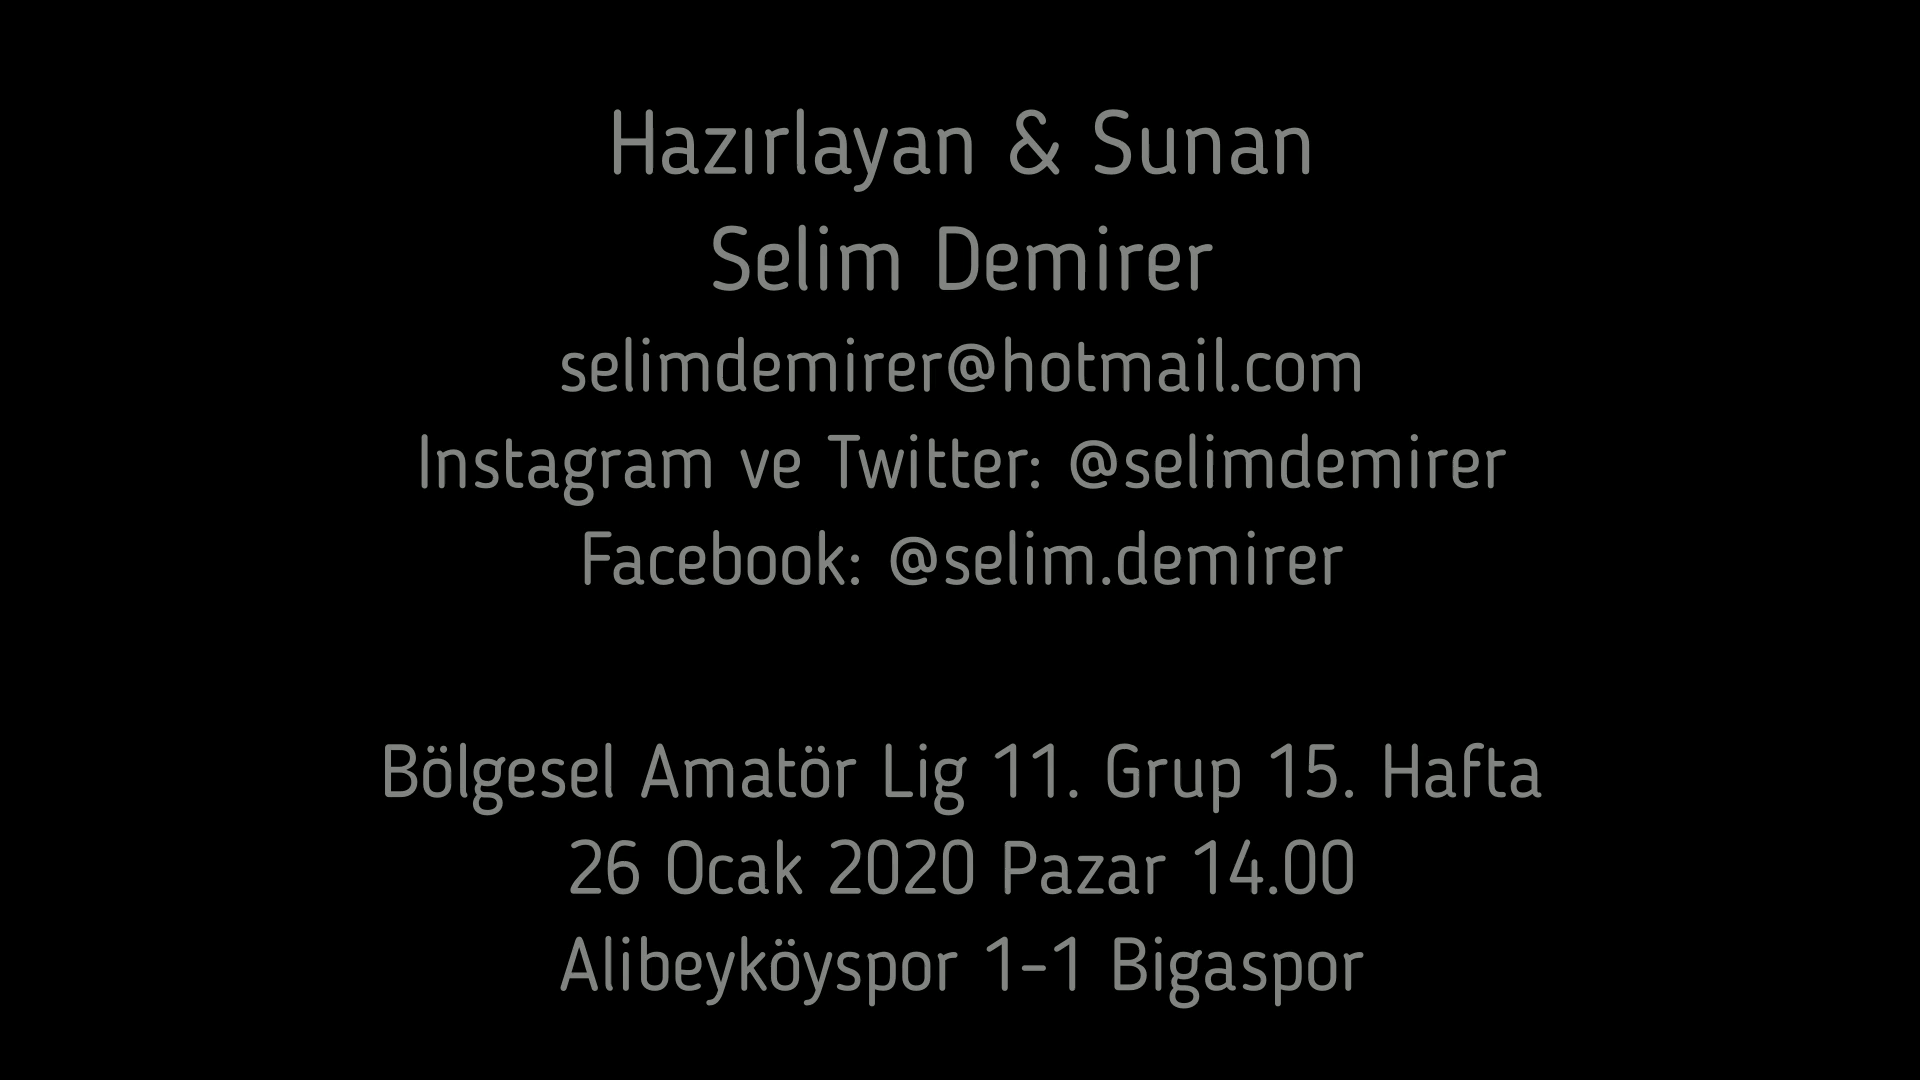 Hazırlayan & Sunan
Selim Demirer
selimdemirer@hotmail.com
Instagram ve Twitter: @selimdemirer
Facebook: @selim.demirer
Bölgesel Amatör Lig 11. Grup 15. Hafta
26 Ocak 2020 Pazar 14.00
Alibeyköyspor 1-1 Bigaspor